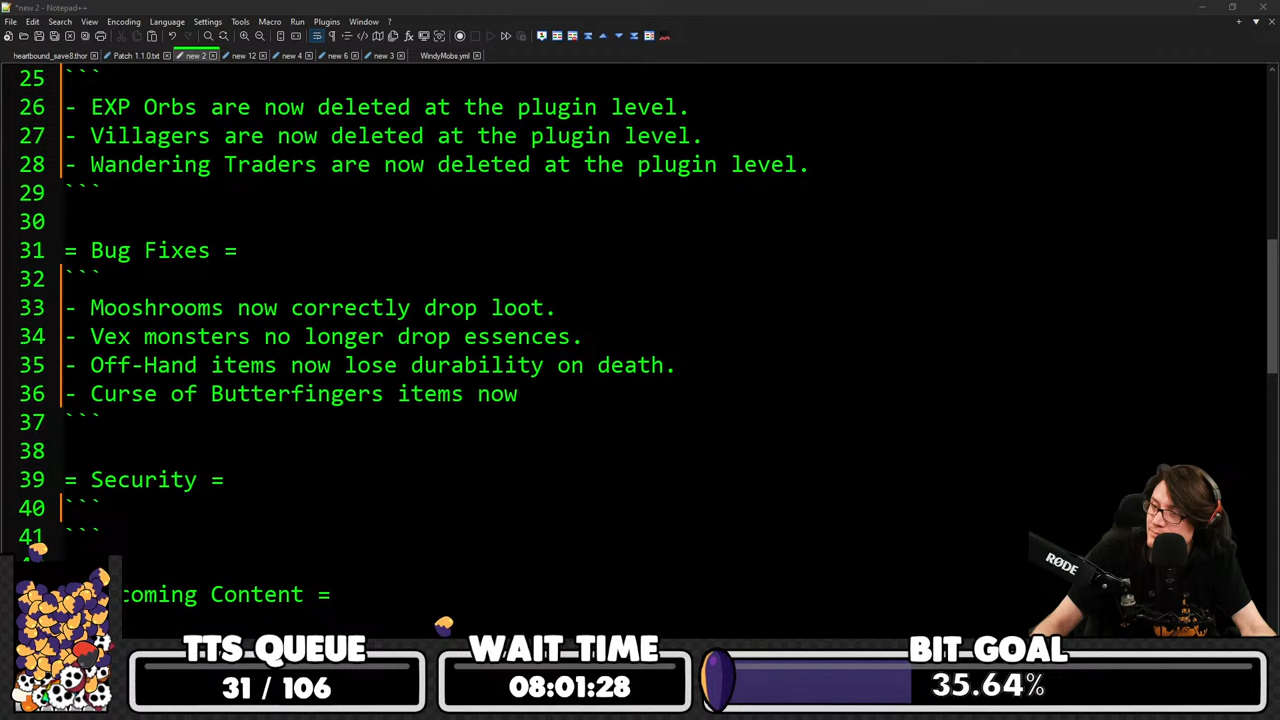 *new 2 - Notepad++
File Edit Search View Encoding Language Settings Tools Macro Run Plugins Window ?
heartbound_save8.thor Patch 1.1.0.txt new 2 new 12 new 4 new 6 new 3 WindyMobs.yml
25 ```
26 - EXP Orbs are now deleted at the plugin level.
27 - Villagers are now deleted at the plugin level.
28 - Wandering Traders are now deleted at the plugin level.
29 ```
30
31 = Bug Fixes =
32 ```
33 - Mooshrooms now correctly drop loot.
34 - Vex monsters no longer drop essences.
35 - Off-Hand items now lose durability on death.
36 - Curse of Butterfingers items now
37 ```
38
39 = Security =
40 ```
41 ```
coming Content =
RØDE
TTS QUEUE WAIT TIME BIT GOAL
31 / 106 08:01:28 35.64%